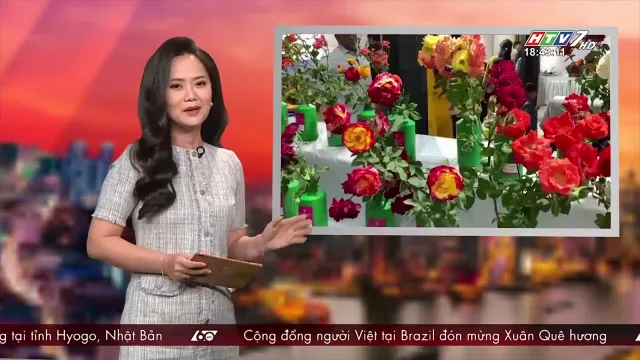 HTV7 HD
18:43:11
g tại tỉnh Hyogo, Nhật Bản 60 Cộng đồng người Việt tại Brazil đón mừng Xuân Quê hương